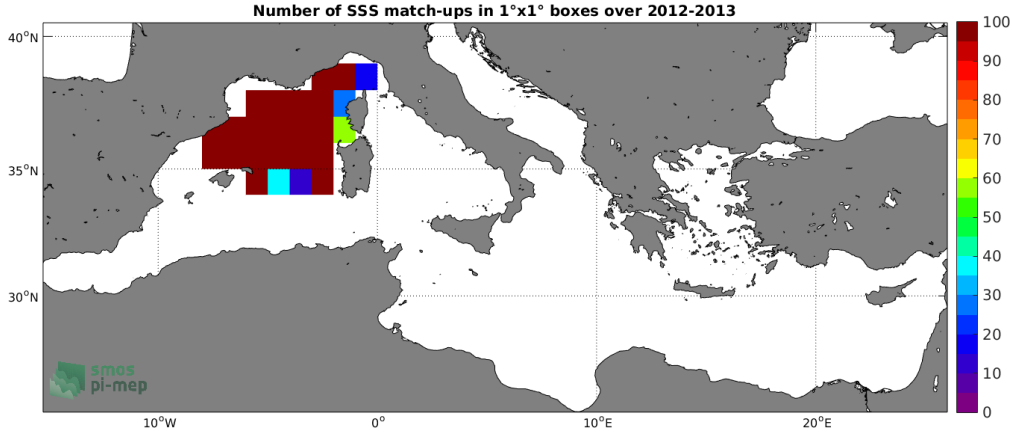 Number of SSS match-ups in 1°x1° boxes over 2012-2013
40°N
35°N
30°N
10°W
0°
10°E
20°E
100
90
80
70
60
50
40
30
20
10
0
smos
pi-mep